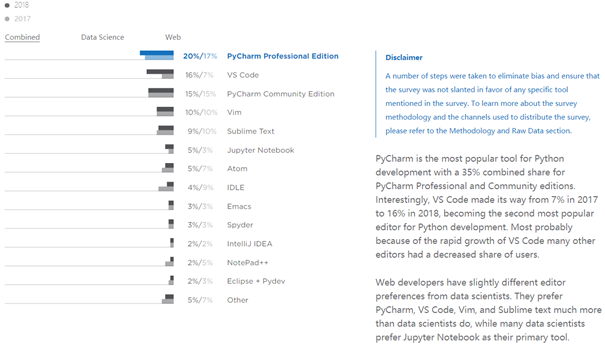 2018
2017
Combined Data Science Web
20%/17% PyCharm Professional Edition
16%/7% VS Code
15%/15% PyCharm Community Edition
10%/10% Vim
9%/10% Sublime Text
5%/3% Jupyter Notebook
5%/7% Atom
4%/9% IDLE
3%/3% Emacs
3%/3% Spyder
2%/2% IntelliJ IDEA
2%/5% NotePad++
2%/3% Eclipse + Pydev
5%/7% Other
Disclaimer
A number of steps were taken to eliminate bias and ensure that
the survey was not slanted in favor of any specific tool
mentioned in the survey. To learn more about the survey
methodology and the channels used to distribute the survey,
please refer to the Methodology and Raw Data section.
PyCharm is the most popular tool for Python
development with a 35% combined share for
PyCharm Professional and Community editions.
Interestingly, VS Code made its way from 7% in 2017
to 16% in 2018, becoming the second most popular
editor for Python development. Most probably
because of the rapid growth of VS Code many other
editors had a decreased share of users.
Web developers have slightly different editor
preferences from data scientists. They prefer
PyCharm, VS Code, Vim, and Sublime text much more
than data scientists do, while many data scientists
prefer Jupyter Notebook as their primary tool.